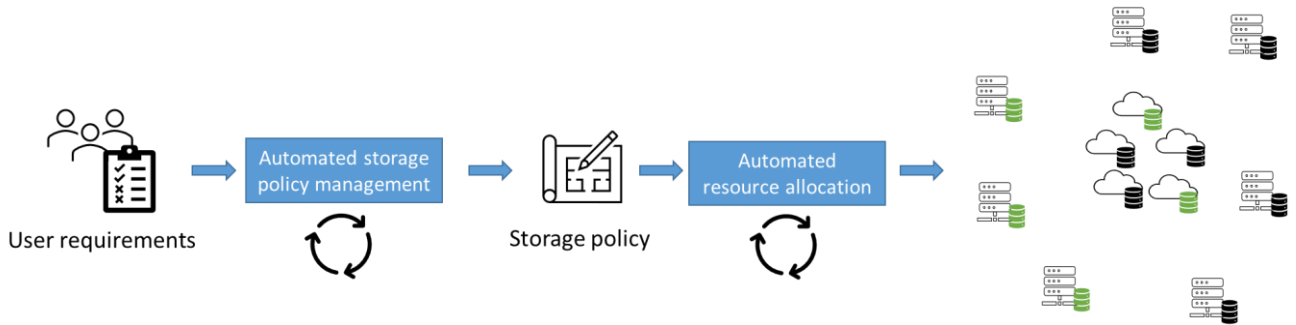 User requirements
Automated storage
policy management
Storage policy
Automated
resource allocation